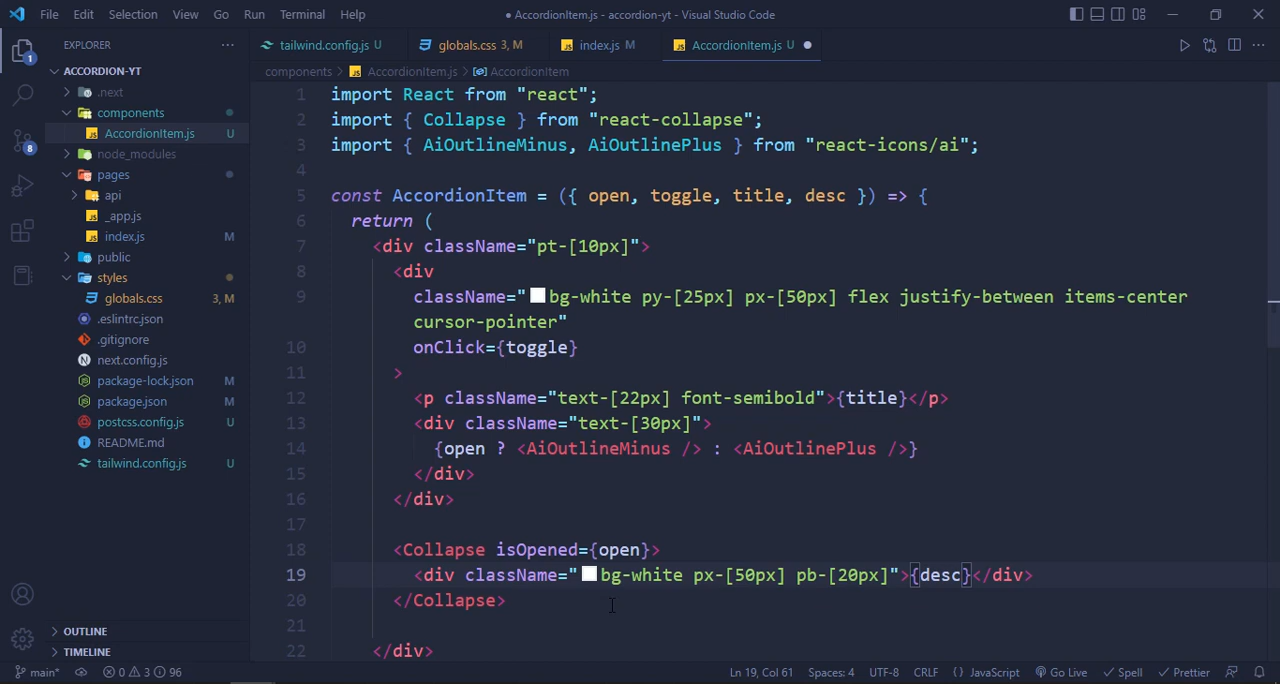 File Edit Selection View Go Run Terminal Help
● AccordionItem.js - accordion-yt - Visual Studio Code
EXPLORER ···
tailwind.config.js U
globals.css 3, M
index.js M
AccordionItem.js U ●
1
8
ACCORDION-YT
.next
components
AccordionItem.js U
node_modules
pages
api
_app.js
index.js M
public
styles
globals.css 3, M
.eslintrc.json
.gitignore
next.config.js
package-lock.json M
package.json M
postcss.config.js U
README.md
tailwind.config.js U
OUTLINE
TIMELINE
components > AccordionItem.js > AccordionItem
1 import React from "react";
2 import { Collapse } from "react-collapse";
3 import { AiOutlineMinus, AiOutlinePlus } from "react-icons/ai";
4
5 const AccordionItem = ({ open, toggle, title, desc }) => {
6 return (
7 <div className="pt-[10px]">
8 <div
9 className="bg-white py-[25px] px-[50px] flex justify-between items-center
cursor-pointer"
10 onClick={toggle}
11 >
12 <p className="text-[22px] font-semibold">{title}</p>
13 <div className="text-[30px]">
14 {open ? <AiOutlineMinus /> : <AiOutlinePlus />}
15 </div>
16 </div>
17
18 <Collapse isOpened={open}>
19 <div className="bg-white px-[50px] pb-[20px]">{desc}</div>
20 </Collapse>
21
22 </div>
main* 0 3 96 Ln 19, Col 61 Spaces: 4 UTF-8 CRLF {} JavaScript Go Live Spell Prettier